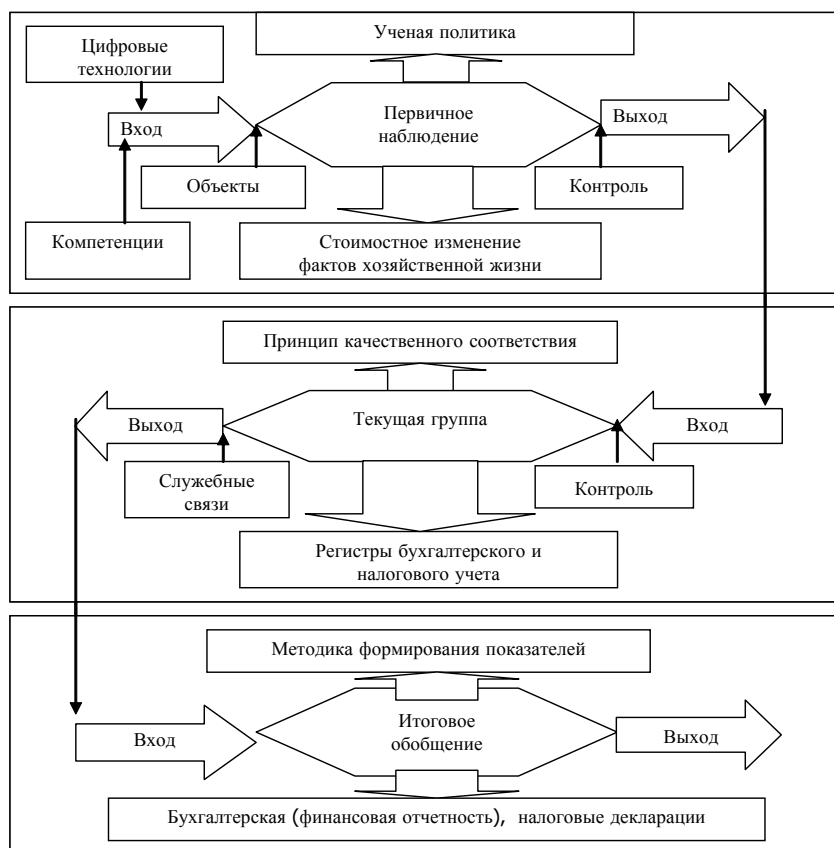 Ученая политика
Цифровые
технологии
Вход
Первичное
наблюдение
Выход
Объекты
Контроль
Компетенции
Стоимостное изменение
фактов хозяйственной жизни
Принцип качественного соответствия
Выход
Текущая группа
Вход
Служебные
связи
Контроль
Регистры бухгалтерского и
налогового учета
Методика формирования показателей
Вход
Итоговое
обобщение
Выход
Бухгалтерская (финансовая отчетность), налоговые декларации